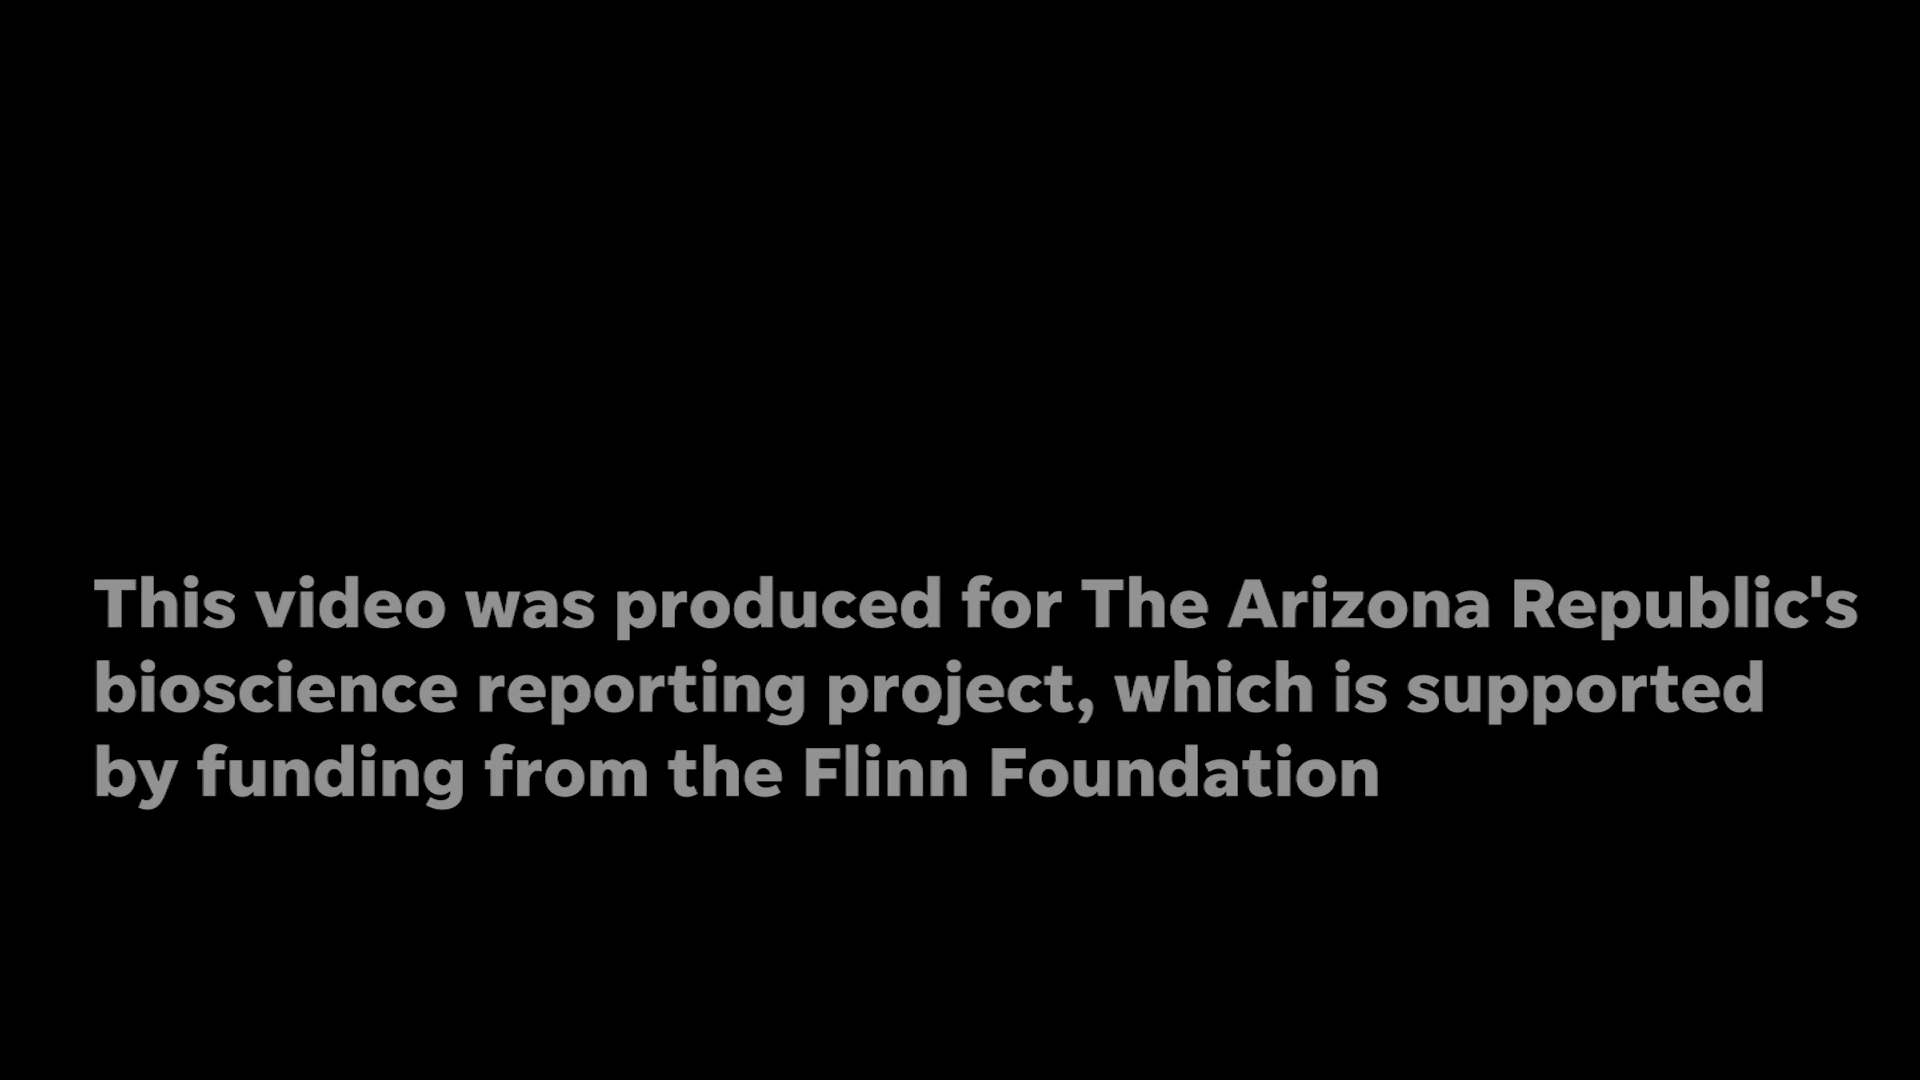 This video was produced for The Arizona Republic's
bioscience reporting project, which is supported
by funding from the Flinn Foundation